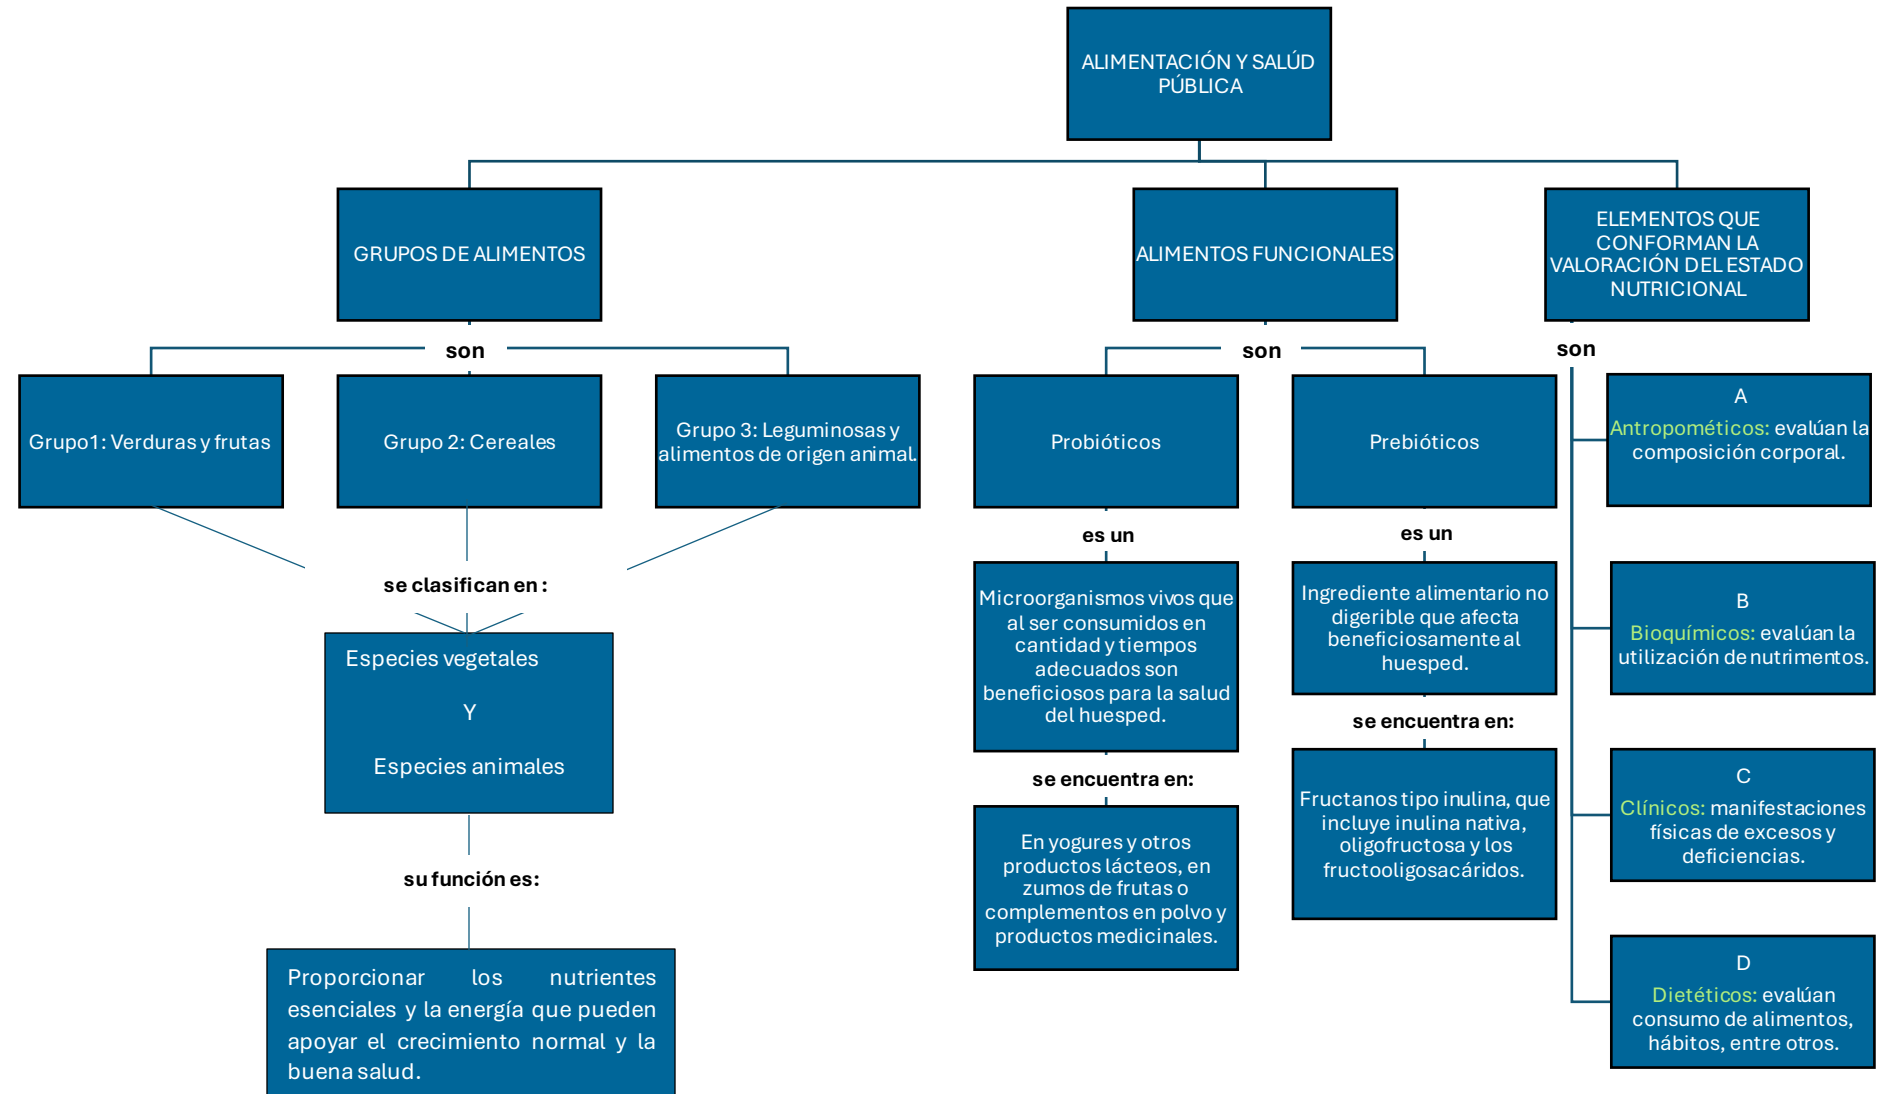 ALIMENTACIÓN Y SALÚD
PÚBLICA
GRUPOS DE ALIMENTOS
ALIMENTOS FUNCIONALES
ELEMENTOS QUE
CONFORMAN LA
VALORACIÓN DEL ESTADO
NUTRICIONAL
son
son
son
Grupo1: Verduras y frutas
Grupo 2: Cereales
Grupo 3: Leguminosas y
alimentos de origen animal.
se clasifican en :
Especies vegetales
Y
Especies animales
su función es:
Proporcionar los nutrientes
esenciales y la energía que pueden
apoyar el crecimiento normal y la
buena salud.
Probióticos
es un
Microorganismos vivos que
al ser consumidos en
cantidad y tiempos
adecuados son
beneficiosos para la salud
del huesped.
se encuentra en:
En yogures y otros
productos lácteos, en
zumos de frutas o
complementos en polvo y
productos medicinales.
Prebióticos
es un
Ingrediente alimentario no
digerible que afecta
beneficiosamente al
huesped.
se encuentra en:
Fructanos tipo inulina, que
incluye inulina nativa,
oligofructosa y los
fructooligosacáridos.
A
Antropométicos: evalúan la
composición corporal.
B
Bioquímicos: evalúan la
utilización de nutrimentos.
C
Clínicos: manifestaciones
físicas de excesos y
deficiencias.
D
Dietéticos: evalúan
consumo de alimentos,
hábitos, entre otros.